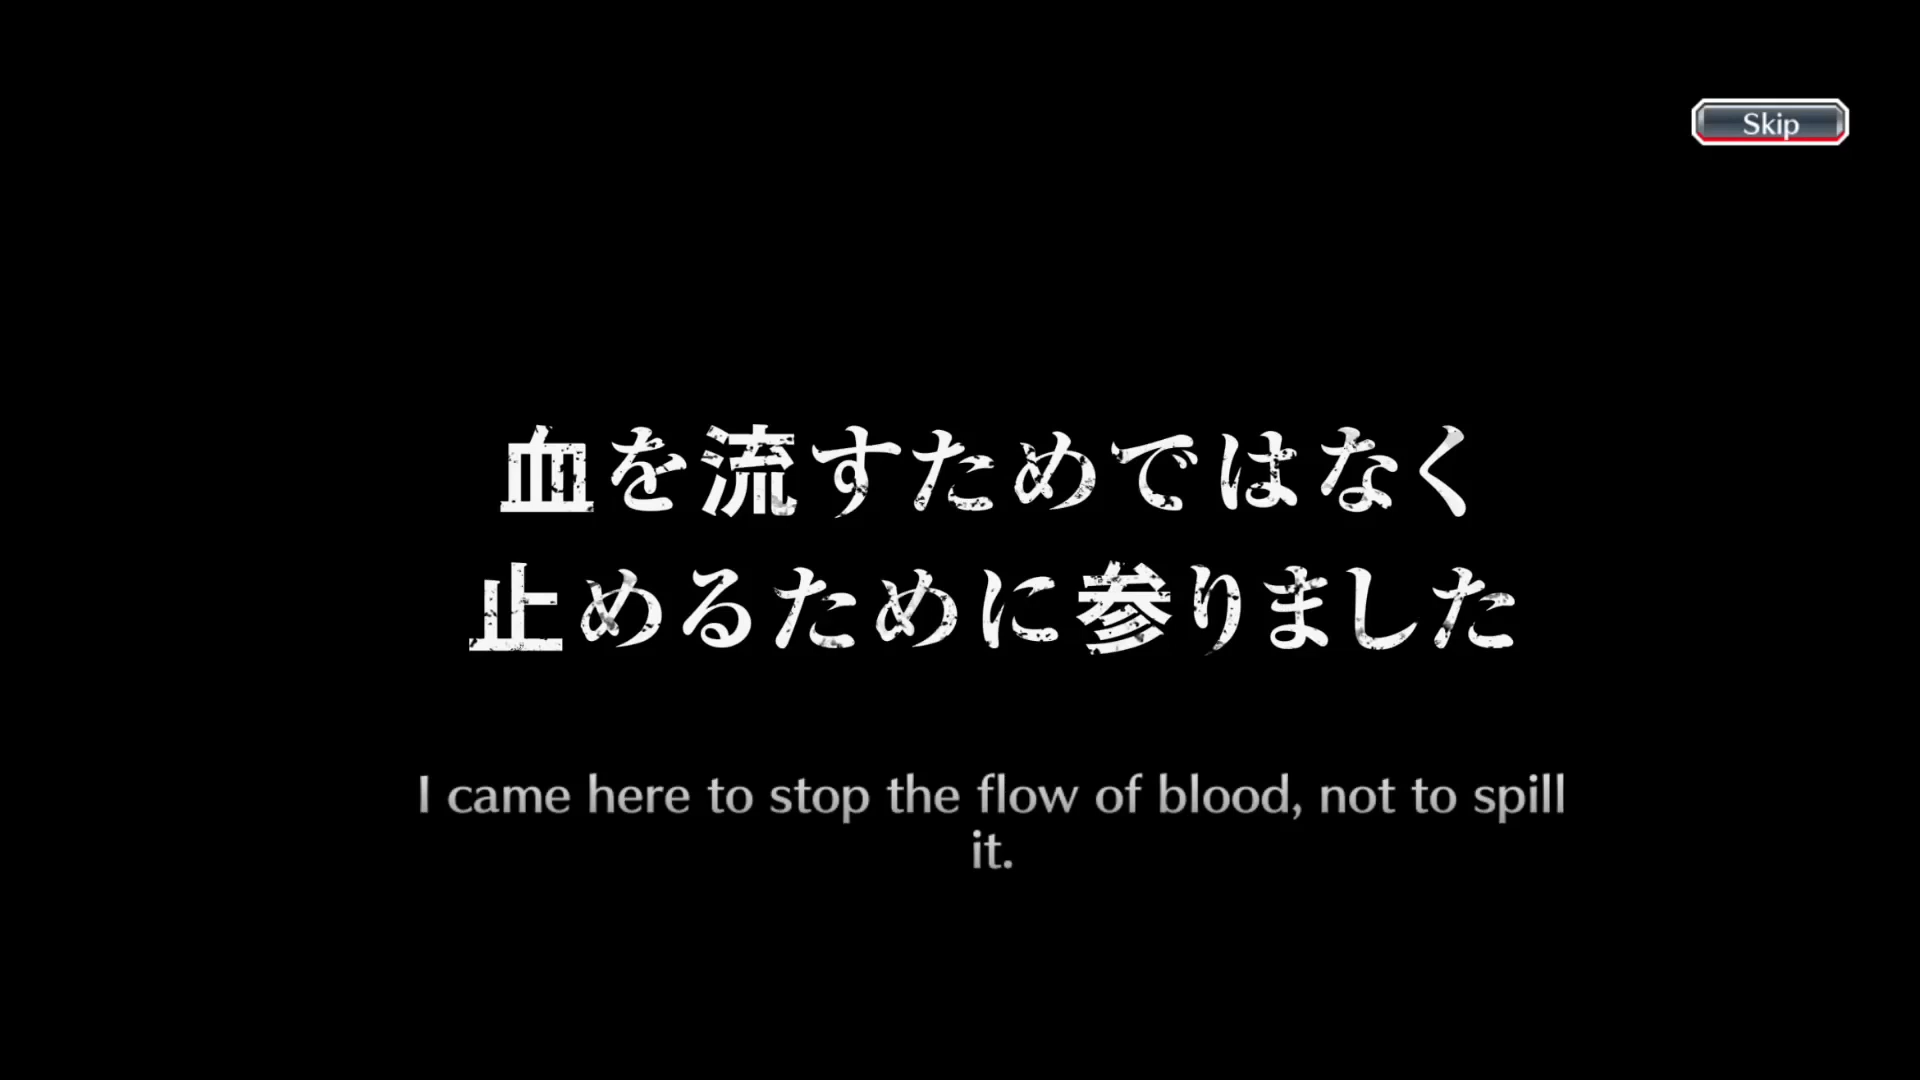 Skip
血を流すためではなく
止めるために参りました
I came here to stop the flow of blood, not to spill
it.